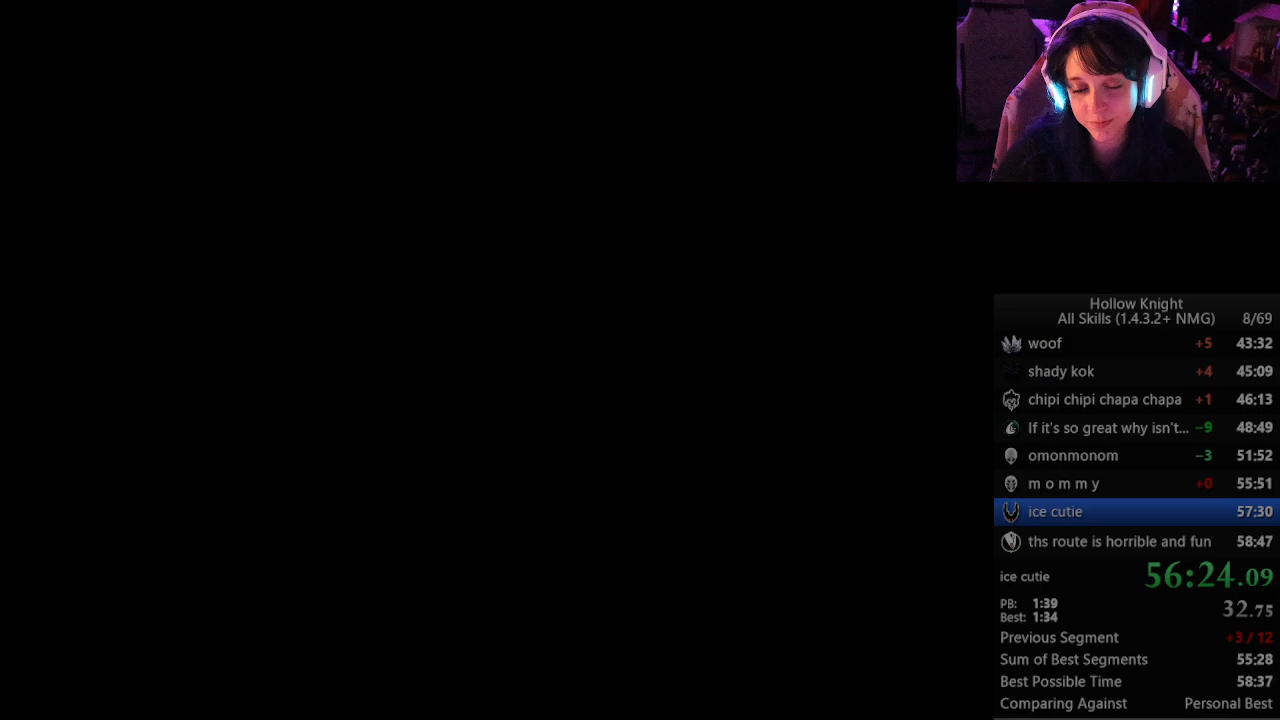 Hollow Knight
All Skills (1.4.3.2+ NMG) 8/69
woof +5 43:32
shady kok +4 45:09
chipi chipi chapa chapa +1 46:13
If it's so great why isn't... −9 48:49
omonmonom −3 51:52
m o m m y +0 55:51
ice cutie 57:30
ths route is horrible and fun 58:47
ice cutie 56:24.09
PB: 1:39 32.75
Best: 1:34
Previous Segment +3 / 12
Sum of Best Segments 55:28
Best Possible Time 58:37
Comparing Against Personal Best